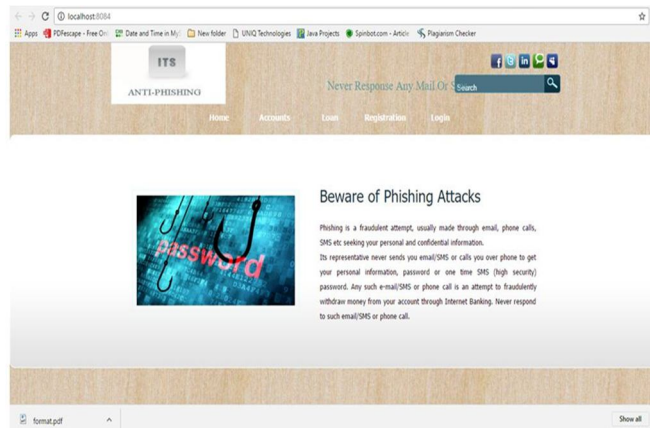 localhost:8084
Apps PDFescape - Free Onl Date and Time in My New folder UNIQ Technologies Java Projects Spinbot.com - Article Plagiarism Checker
ITS
ANTI-PHISHING
Never Response Any Mail Or S
Search
Home Accounts Loan Registration Login
password
Beware of Phishing Attacks
Phishing is a fraudulent attempt, usually made through email, phone calls,
SMS etc seeking your personal and confidential information.
Its representative never sends you email/SMS or calls you over phone to get
your personal information, password or one time SMS (high security)
password. Any such e-mail/SMS or phone call is an attempt to fraudulently
withdraw money from your account through Internet Banking. Never respond
to such email/SMS or phone call.
format.pdf
Show all